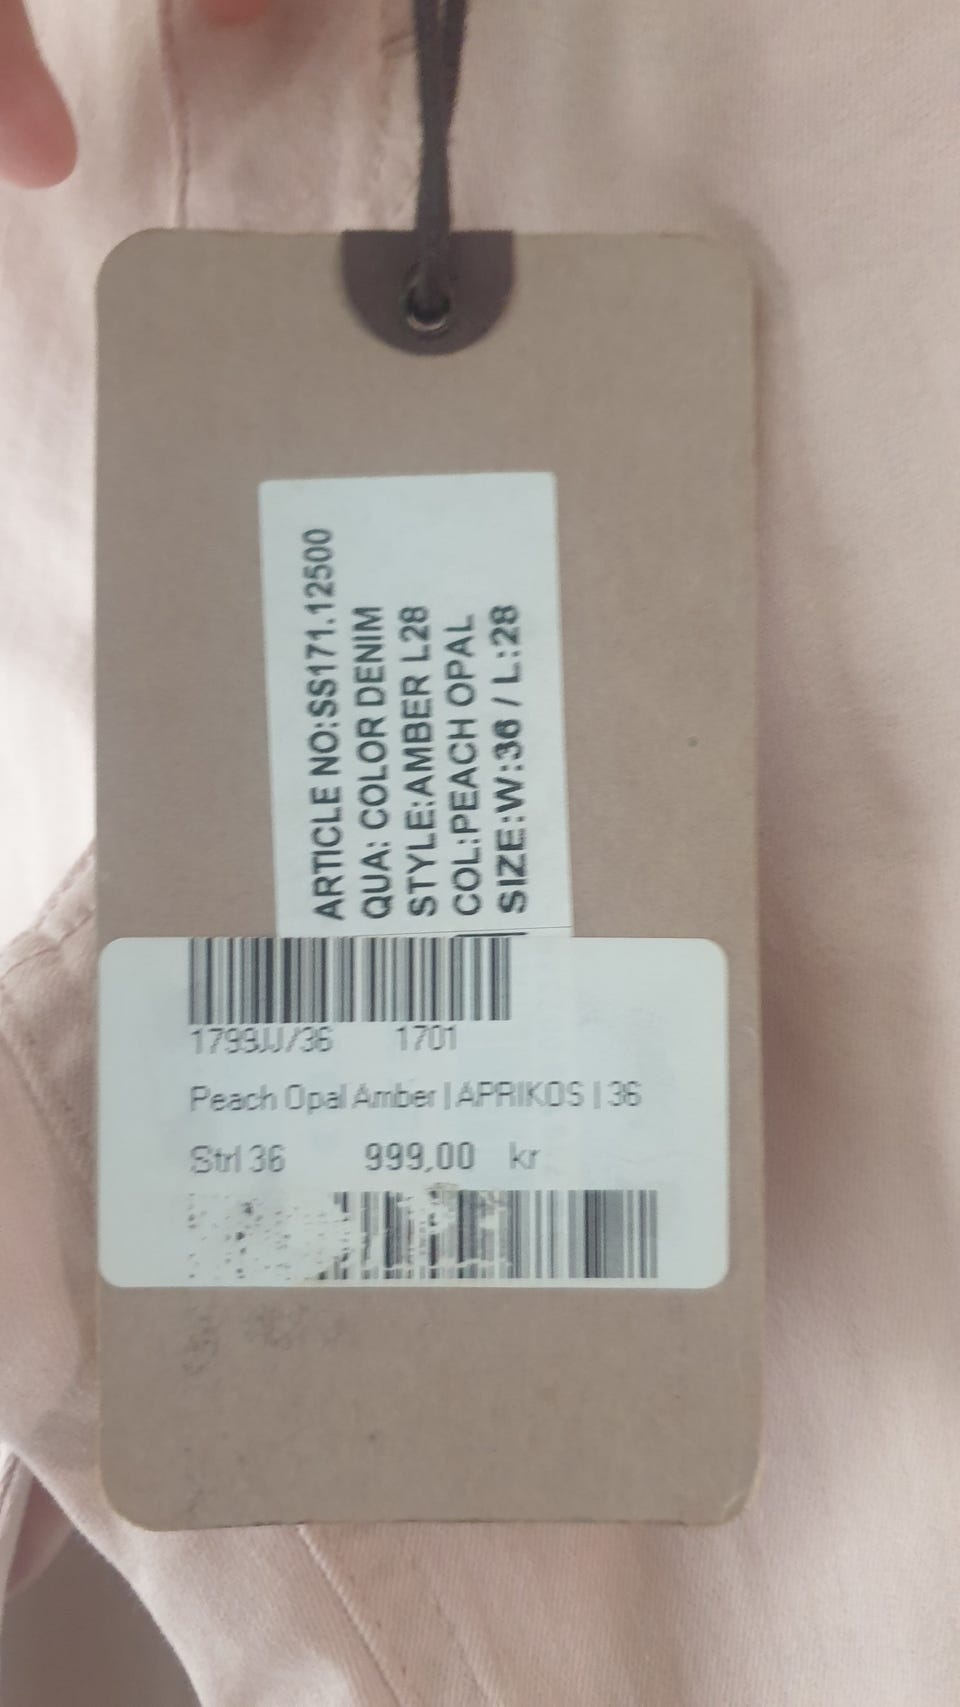 ARTICLE NO:SS171.12500
QUA: COLOR DENIM
STYLE:AMBER L28
COL:PEACH OPAL
SIZE:W:36 / L:28
1799JJ/36 1701
Peach Opal Amber | APRIKOS | 36
Strl 36 999,00 kr